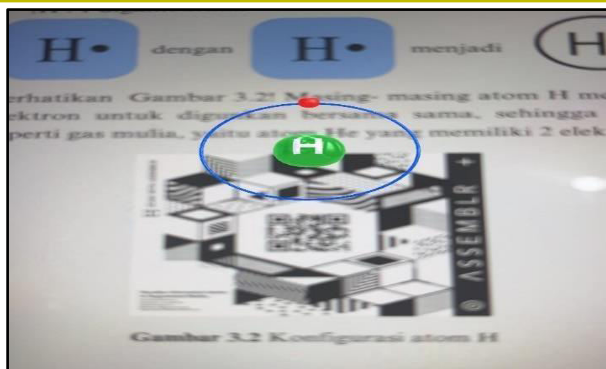 H• dengan H• menjadi H
erhatikan Gambar 3.2! Masing- masing atom H me
ektron untuk digunakan bersama sama, sehingga
perti gas mulia, yaitu atom He yang memiliki 2 elek
H
ASSEMBLR
Gambar 3.2 Konfigurasi atom H